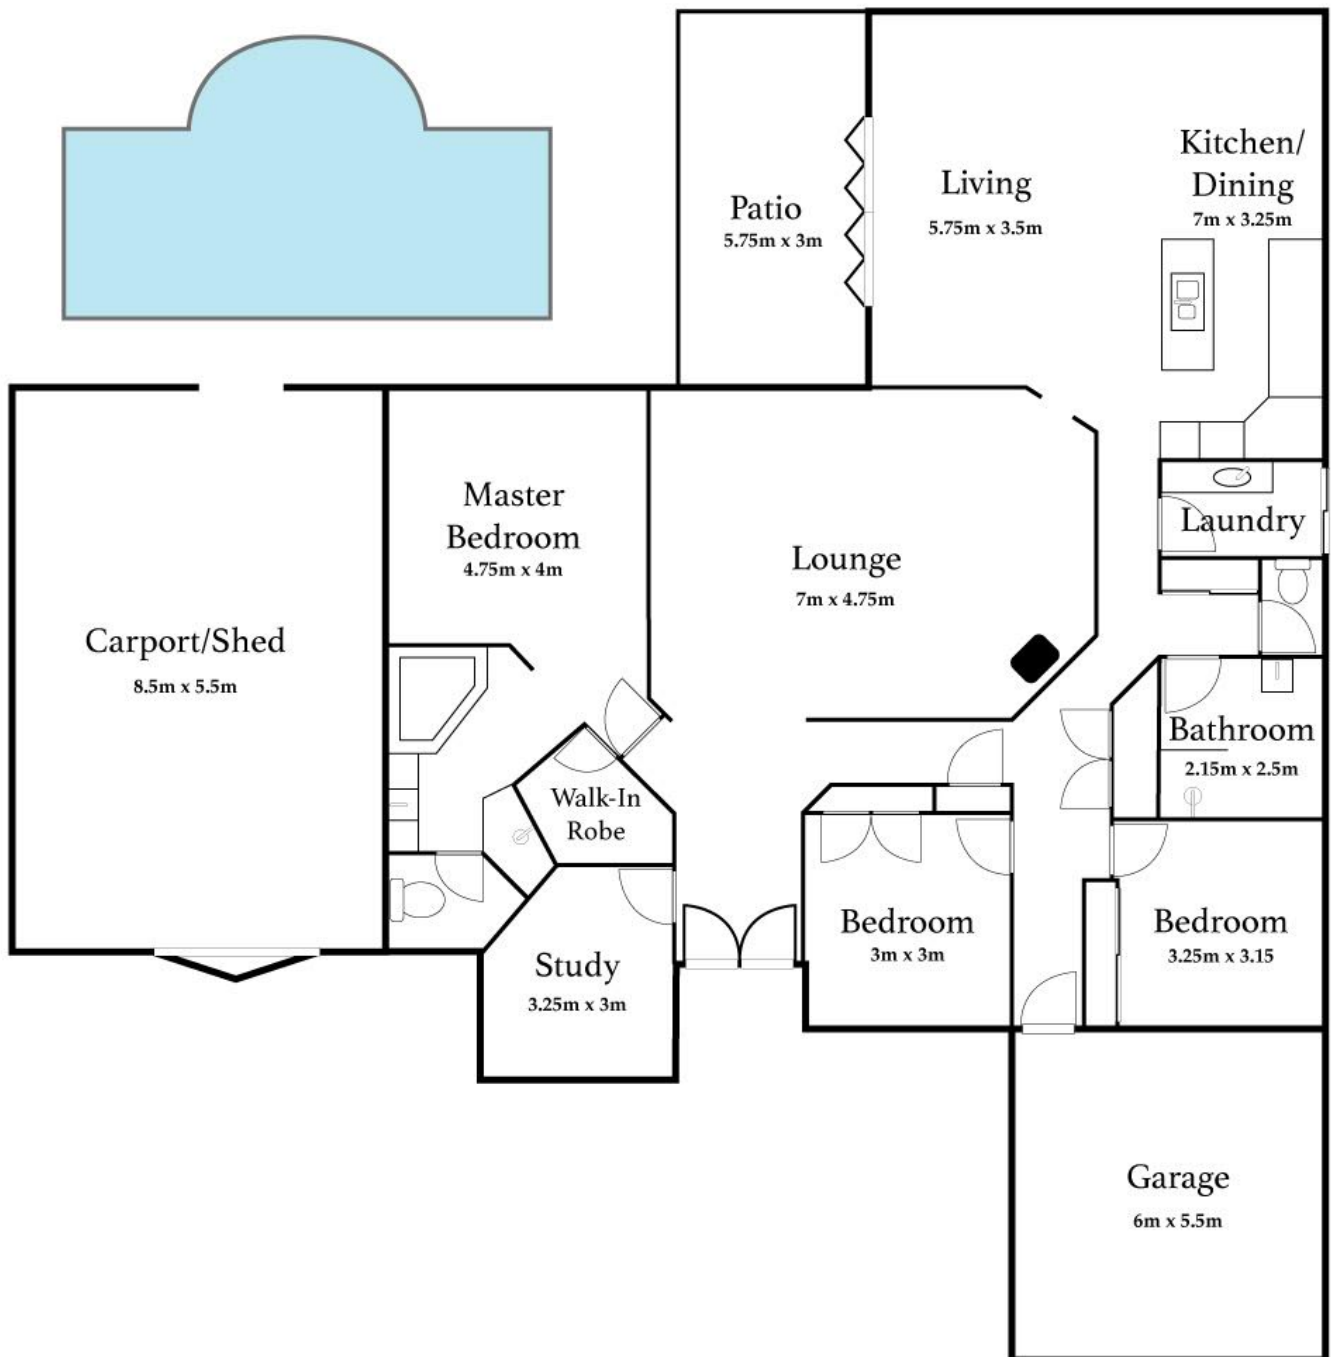 Kitchen/
Dining
7m x 3.25m
Living
5.75m x 3.5m
Patio
5.75m x 3m
Master
Bedroom
4.75m x 4m
Laundry
Lounge
7m x 4.75m
Carport/Shed
8.5m x 5.5m
Bathroom
2.15m x 2.5m
Walk-In
Robe
Bedroom
3m x 3m
Bedroom
3.25m x 3.15
Study
3.25m x 3m
Garage
6m x 5.5m